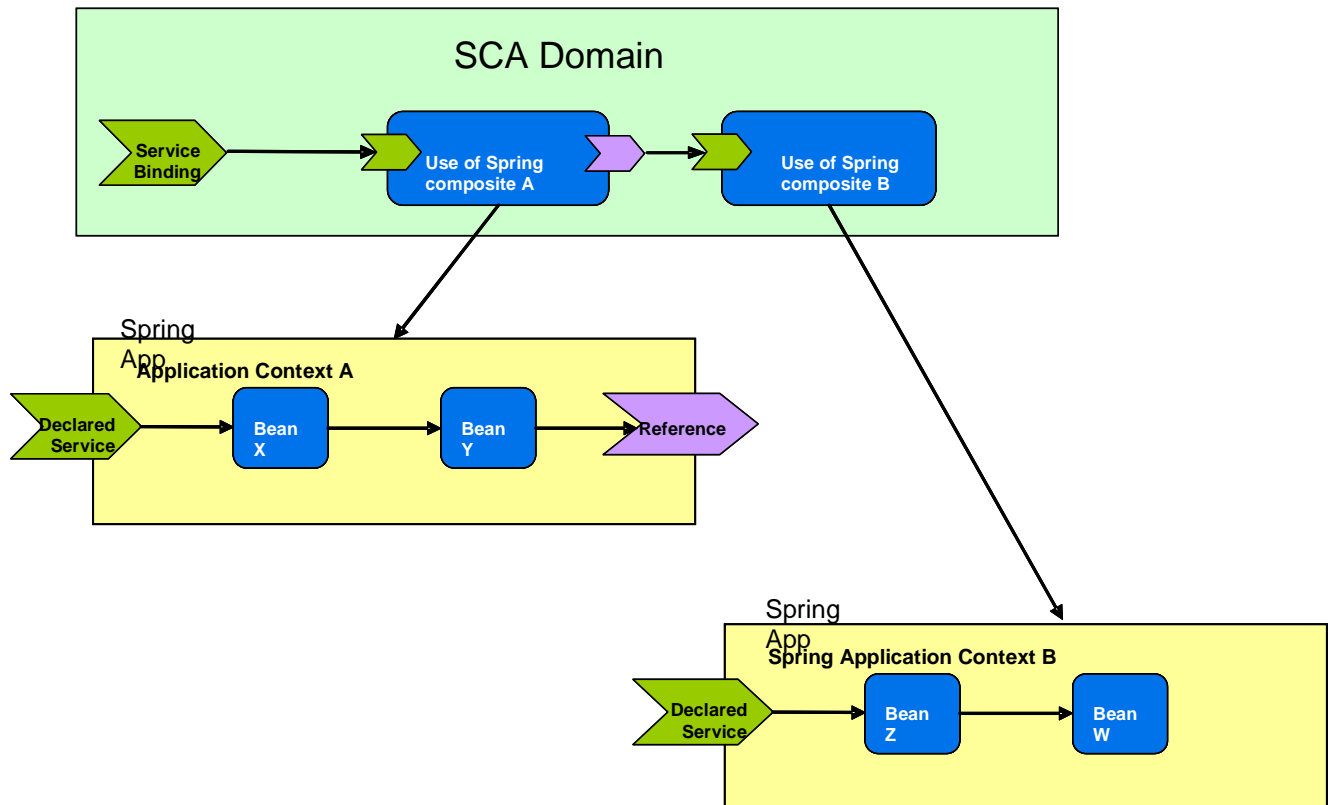 SCA Domain
Service
Binding
Use of Spring
composite A
Use of Spring
composite B
Spring
App
Application Context A
Declared
Service
Bean
X
Bean
Y
Reference
Spring
App
Spring Application Context B
Declared
Service
Bean
Z
Bean
W